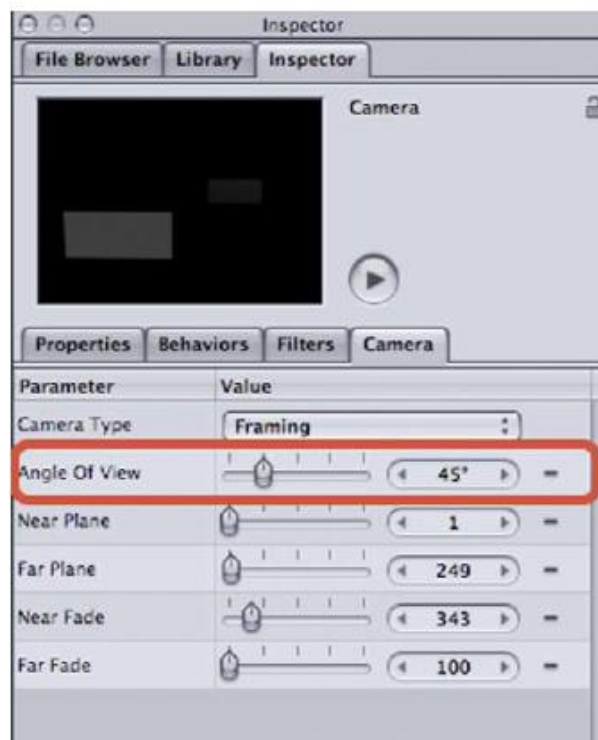 Inspector
File Browser Library Inspector
Camera
Properties Behaviors Filters Camera
Parameter Value
Camera Type Framing
Angle Of View 45°
Near Plane 1
Far Plane 249
Near Fade 343
Far Fade 100